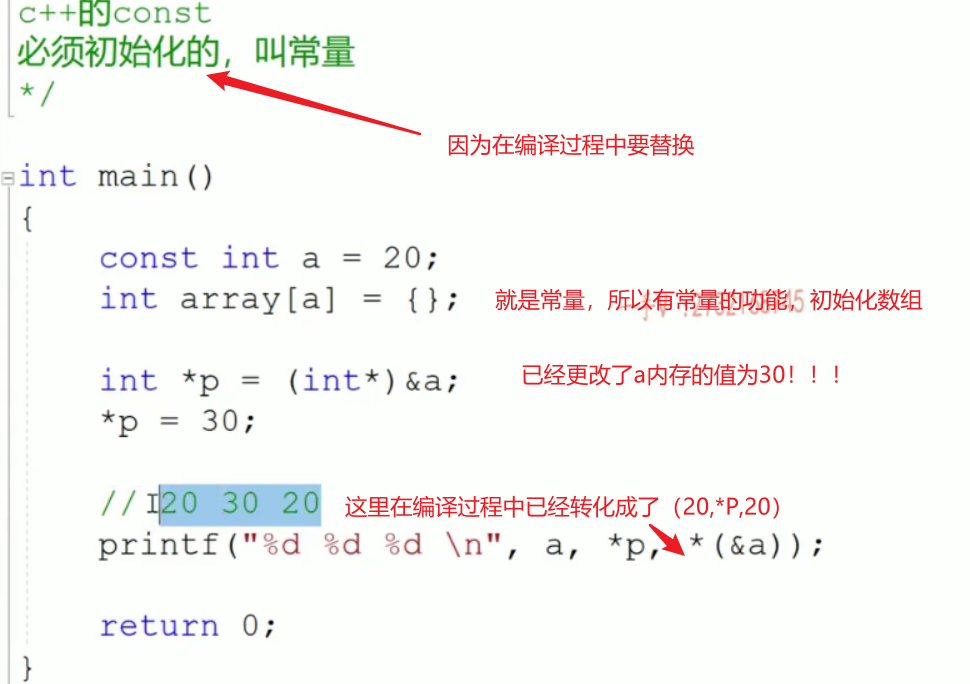 c++的const
必须初始化的，叫常量
*/
因为在编译过程中要替换
int main()
{
const int a = 20;
int array[a] = {}; 就是常量，所以有常量的功能，初始化数组
int *p = (int*)&a; 已经更改了a内存的值为30！！！
*p = 30;
//20 30 20 这里在编译过程中已经转化成了（20,*P,20）
printf("%d %d %d \n", a, *p, *(&a));
return 0;
}